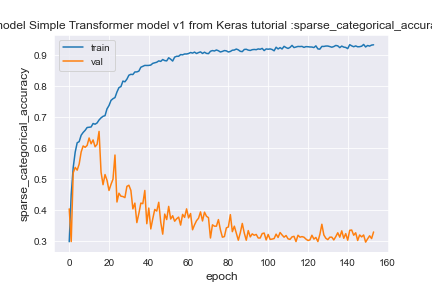 model Simple Transformer model v1 from Keras tutorial :sparse_categorical_accura
train
val
sparse_categorical_accuracy
0.9
0.8
0.7
0.6
0.5
0.4
0.3
0 20 40 60 80 100 120 140 160
epoch